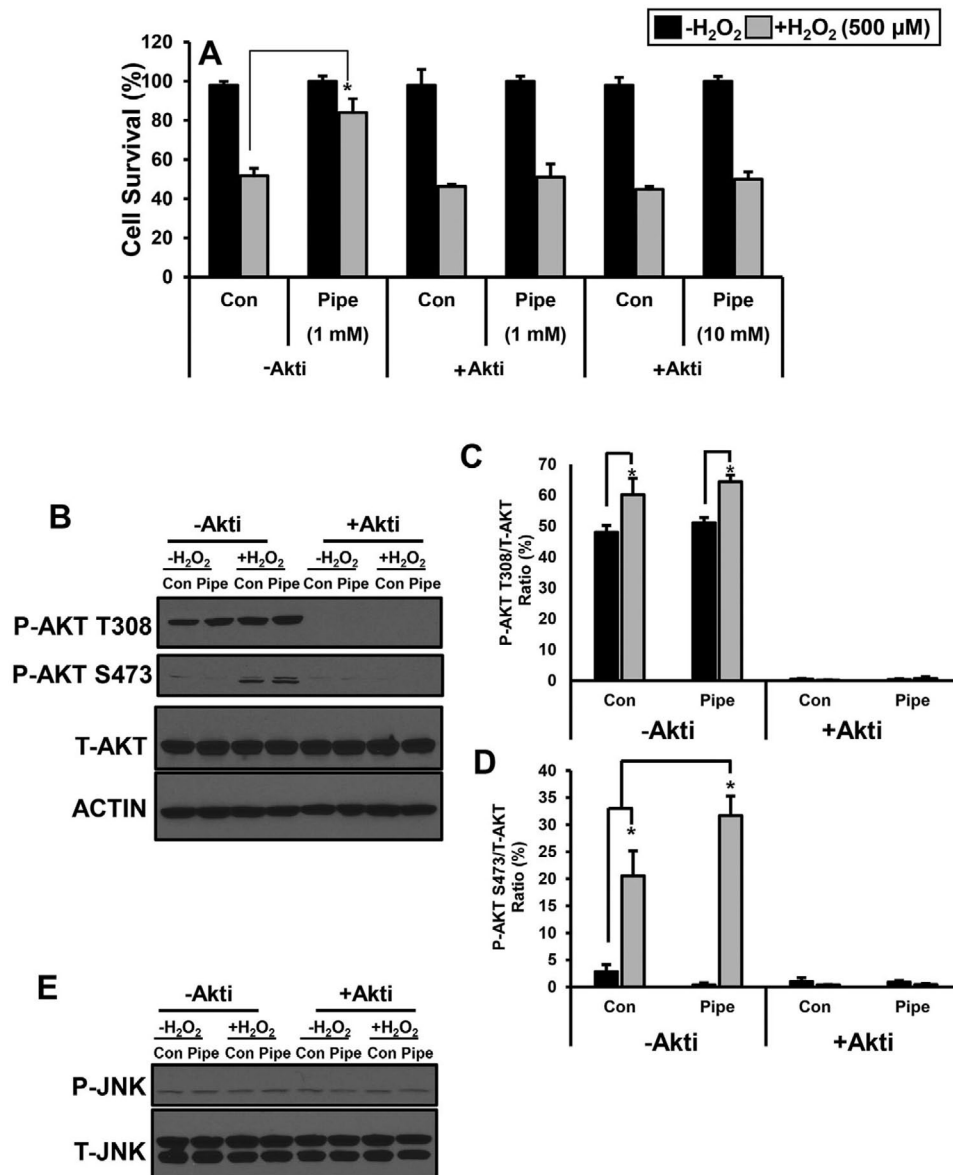 -H₂O₂ +H₂O₂ (500 µM)
A
Cell Survival (%)
120
100
80
60
40
20
0
*
Con Pipe Con Pipe Con Pipe
(1 mM) (1 mM) (10 mM)
-Akti +Akti +Akti
B
-Akti +Akti
-H₂O₂ +H₂O₂ -H₂O₂ +H₂O₂
Con Pipe Con Pipe Con Pipe Con Pipe
P-AKT T308
P-AKT S473
T-AKT
ACTIN
C
P-AKT T308/T-AKT
Ratio (%)
70
60
50
40
30
20
10
0
* *
Con Pipe Con Pipe
-Akti +Akti
D
P-AKT S473/T-AKT
Ratio (%)
40
35
30
25
20
15
10
5
0
* *
Con Pipe Con Pipe
-Akti +Akti
E
-Akti +Akti
-H₂O₂ +H₂O₂ -H₂O₂ +H₂O₂
Con Pipe Con Pipe Con Pipe Con Pipe
P-JNK
T-JNK